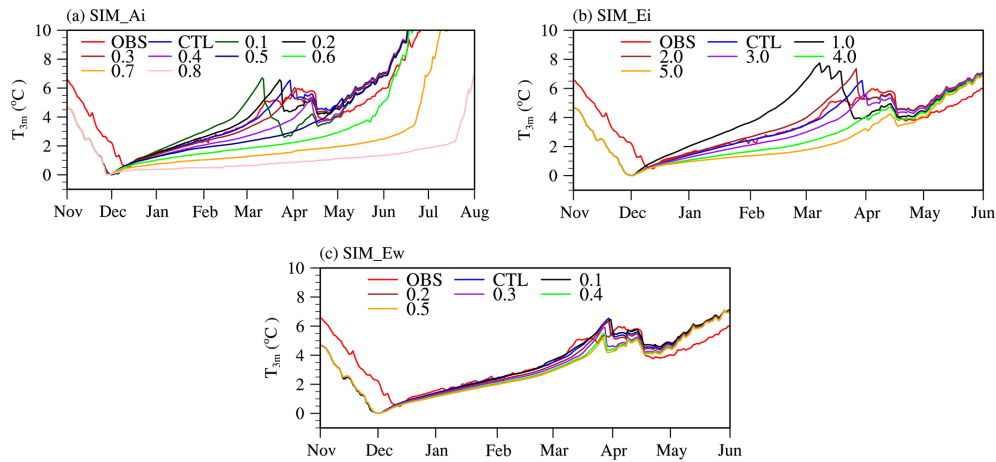 (a) SIM_Ai
(b) SIM_Ei
10
8
6
4
2
0
T3m (°C )
OBS CTL 0.1 0.2
0.3 0.4 0.5 0.6
0.7 0.8
Nov Dec Jan Feb Mar Apr May Jun Jul Aug
10
8
6
4
2
0
T3m (°C )
OBS CTL 1.0
2.0 3.0 4.0
5.0
Nov Dec Jan Feb Mar Apr May Jun
(c) SIM_Ew
10
8
6
4
2
0
T3m (°C )
OBS CTL 0.1
0.2 0.3 0.4
0.5
Nov Dec Jan Feb Mar Apr May Jun